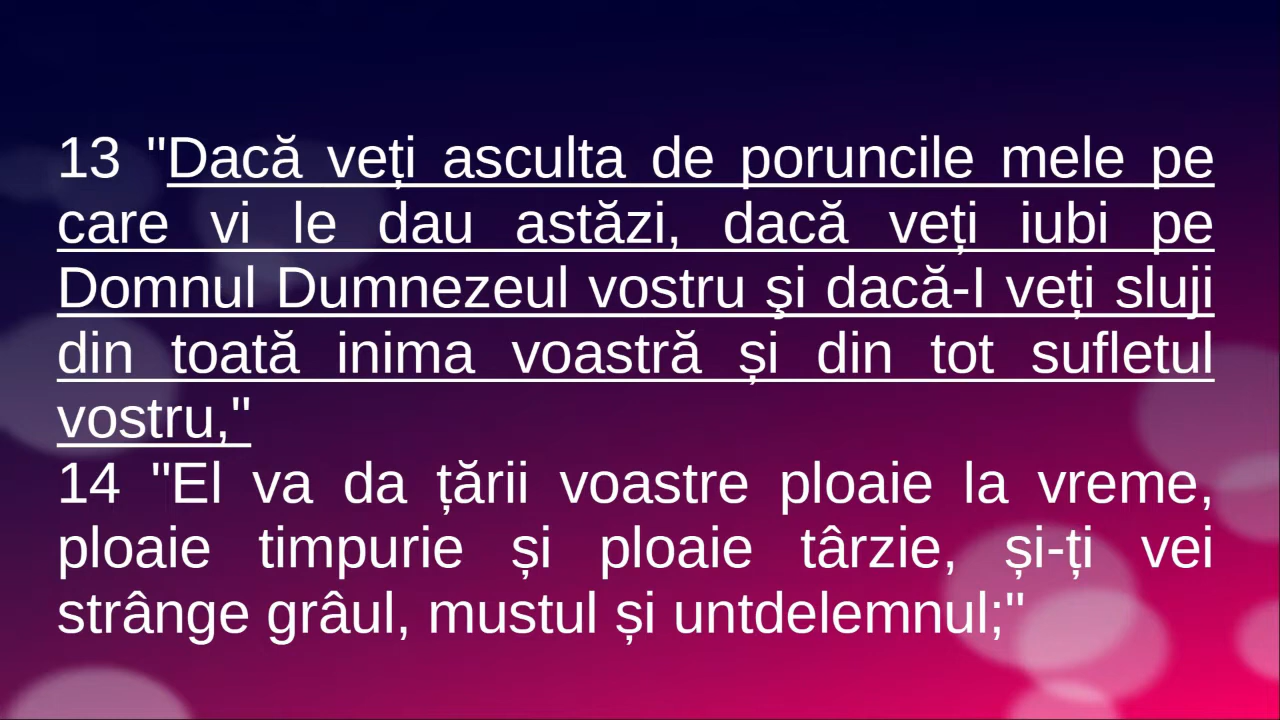 13 "Dacă veți asculta de poruncile mele pe
care vi le dau astăzi, dacă veți iubi pe
Domnul Dumnezeul vostru şi dacă-I veți sluji
din toată inima voastră și din tot sufletul
vostru,"
14 "El va da țării voastre ploaie la vreme,
ploaie timpurie și ploaie târzie, și-ți vei
strânge grâul, mustul și untdelemnul;"